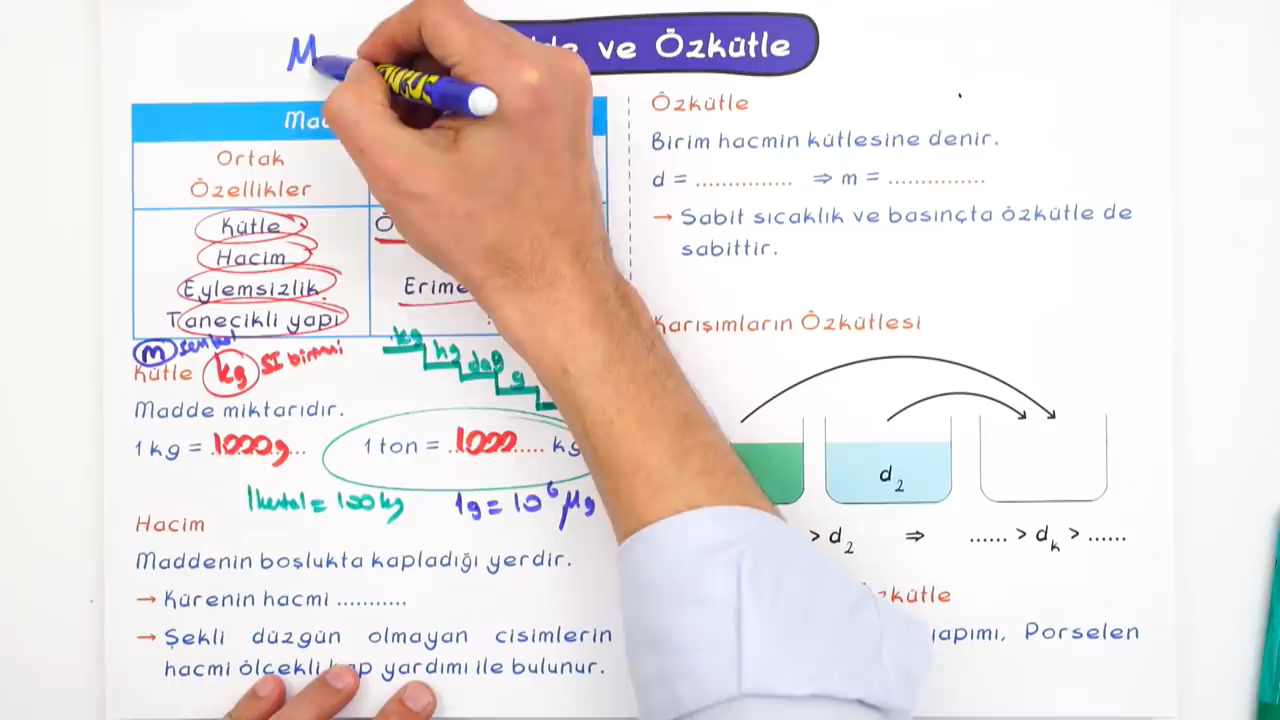 M
ve Özkütle
Ortak
Özellikler
Kütle
Hacim
Eylemsizlik
Tanecikli yapı
Erime
m sembol
Kütle kg SI birimi
kg
hg
dag
g
Madde miktarıdır.
1 kg = 1000g
1 ton = 1000 kg
1 kental = 100 kg
1g = 10⁶ µg
Hacim
Maddenin boşlukta kapladığı yerdir.
→ Kürenin hacmi ...........
→ Şekli düzgün olmayan cisimlerin
hacmi ölçekli kap yardımı ile bulunur.
Özkütle
Birim hacmin kütlesine denir.
d = ............... ⇒ m = ...............
→ Sabit sıcaklık ve basınçta özkütle de
sabittir.
Karışımların Özkütlesi
d₂
> d₂ ⇒ ...... > dₖ > ......
yapımı, Porselen